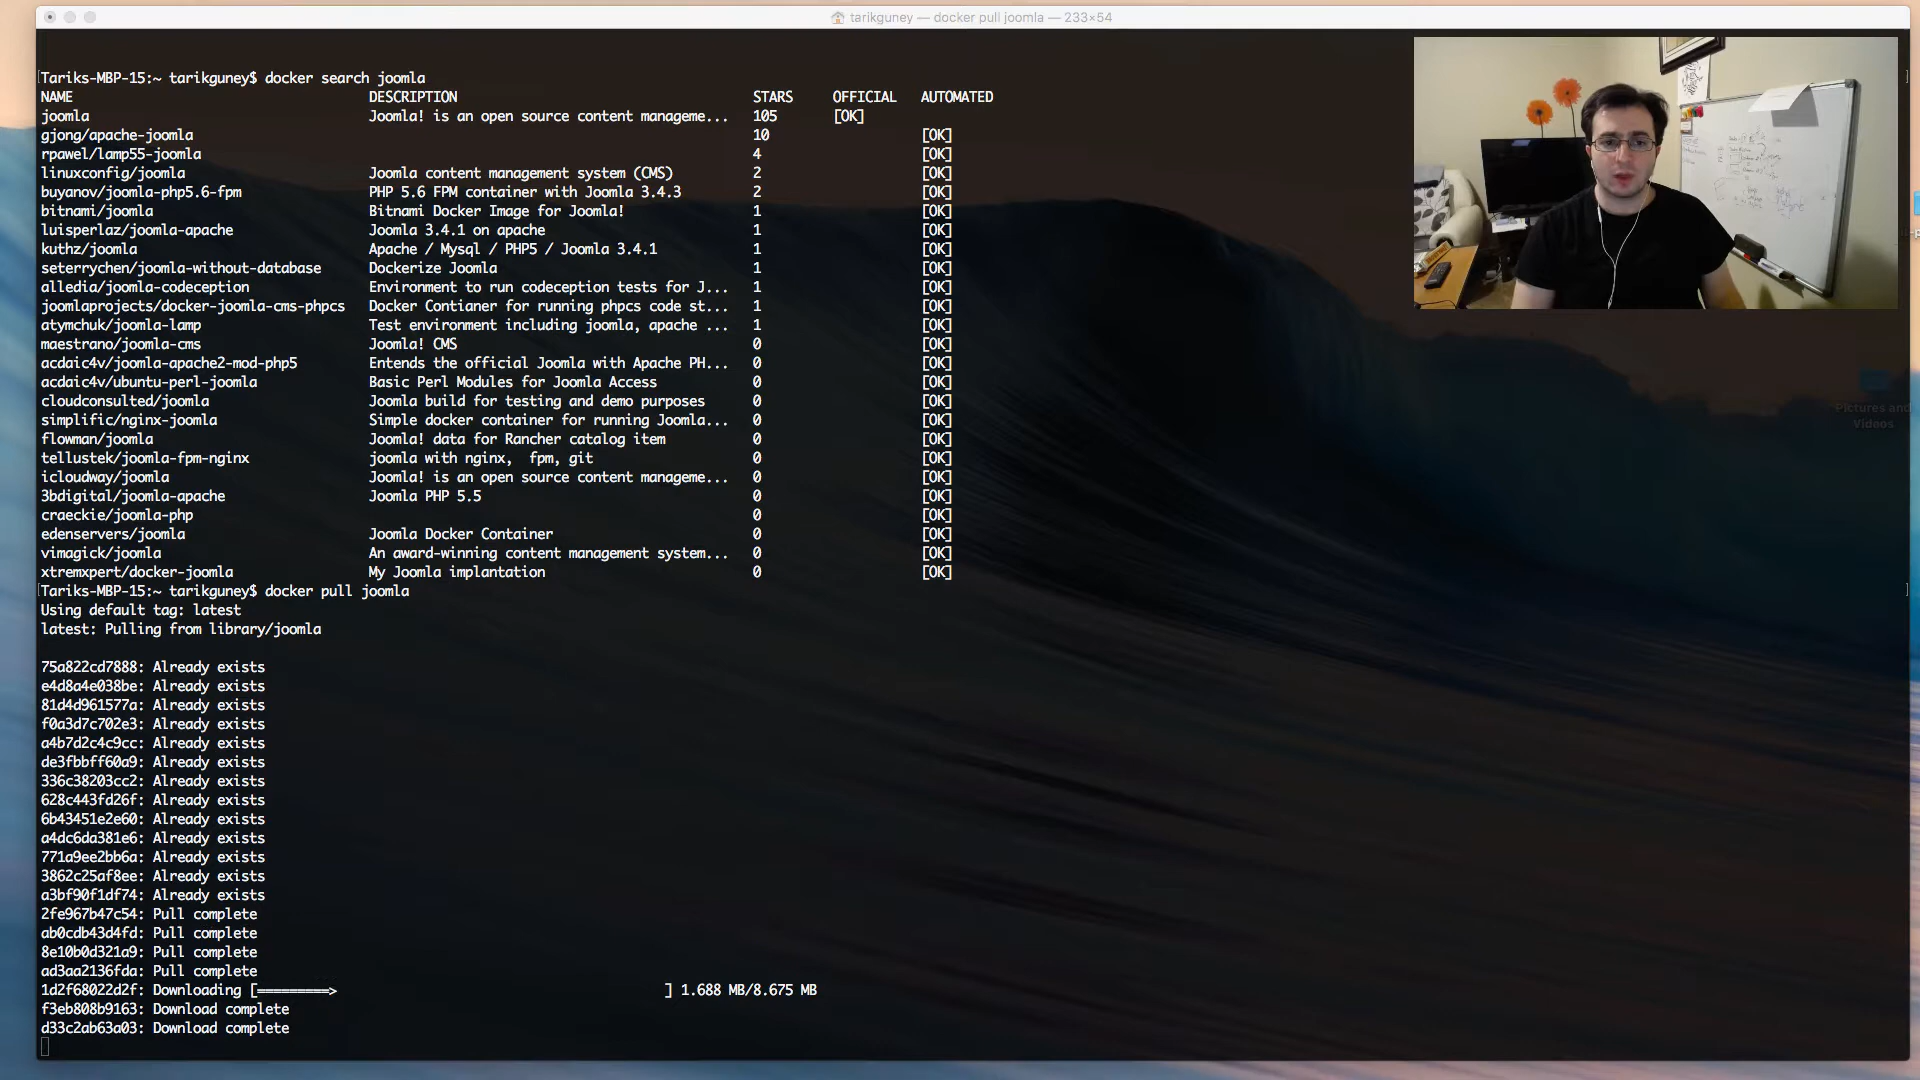 tarikguney — docker pull joomla — 233×54
Tariks-MBP-15:~ tarikguney$ docker search joomla
NAME DESCRIPTION STARS OFFICIAL AUTOMATED
joomla Joomla! is an open source content manageme... 105 [OK]
gjong/apache-joomla 10 [OK]
rpawel/lamp55-joomla 4 [OK]
linuxconfig/joomla Joomla content management system (CMS) 2 [OK]
buyanov/joomla-php5.6-fpm PHP 5.6 FPM container with Joomla 3.4.3 2 [OK]
bitnami/joomla Bitnami Docker Image for Joomla! 1 [OK]
luisperlaz/joomla-apache Joomla 3.4.1 on apache 1 [OK]
kuthz/joomla Apache / Mysql / PHP5 / Joomla 3.4.1 1 [OK]
seterrychen/joomla-without-database Dockerize Joomla 1 [OK]
alledia/joomla-codeception Environment to run codeception tests for J... 1 [OK]
joomlaprojects/docker-joomla-cms-phpcs Docker Contianer for running phpcs code st... 1 [OK]
atymchuk/joomla-lamp Test environment including joomla, apache ... 1 [OK]
maestrano/joomla-cms Joomla! CMS 0 [OK]
acdaic4v/joomla-apache2-mod-php5 Entends the official Joomla with Apache PH... 0 [OK]
acdaic4v/ubuntu-perl-joomla Basic Perl Modules for Joomla Access 0 [OK]
cloudconsulted/joomla Joomla build for testing and demo purposes 0 [OK]
simplific/nginx-joomla Simple docker container for running Joomla... 0 [OK]
flowman/joomla Joomla! data for Rancher catalog item 0 [OK]
tellustek/joomla-fpm-nginx joomla with nginx,  fpm, git 0 [OK]
icloudway/joomla Joomla! is an open source content manageme... 0 [OK]
3bdigital/joomla-apache Joomla PHP 5.5 0 [OK]
craeckie/joomla-php 0 [OK]
edenservers/joomla Joomla Docker Container 0 [OK]
vimagick/joomla An award-winning content management system... 0 [OK]
xtremxpert/docker-joomla My Joomla implantation 0 [OK]
Tariks-MBP-15:~ tarikguney$ docker pull joomla
Using default tag: latest
latest: Pulling from library/joomla
75a822cd7888: Already exists
e4d8a4e038be: Already exists
81d4d961577a: Already exists
f0a3d7c702e3: Already exists
a4b7d2c4c9cc: Already exists
de3fbbff60a9: Already exists
336c38203cc2: Already exists
628c443fd26f: Already exists
6b43451e2e60: Already exists
a4dc6da381e6: Already exists
771a9ee2bb6a: Already exists
3862c25af8ee: Already exists
a3bf90f1df74: Already exists
2fe967b47c54: Pull complete
ab0cdb43d4fd: Pull complete
8e10b0d321a9: Pull complete
ad3aa2136fda: Pull complete
1d2f68022d2f: Downloading [=========> ] 1.688 MB/8.675 MB
f3eb808b9163: Download complete
d33c2ab63a03: Download complete
Pictures and
Videos